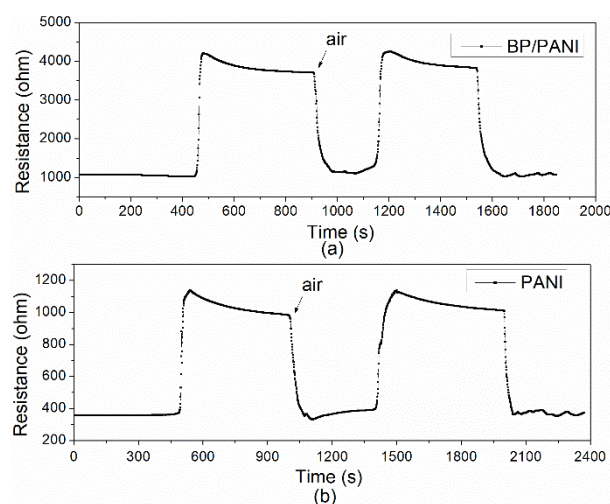 5000
4000
3000
2000
1000
Resistance (ohm)
air
BP/PANI
0 200 400 600 800 1000 1200 1400 1600 1800 2000
Time (s)
(a)
1200
1000
800
600
400
200
Resistance (ohm)
air
PANI
0 300 600 900 1200 1500 1800 2100 2400
Time (s)
(b)